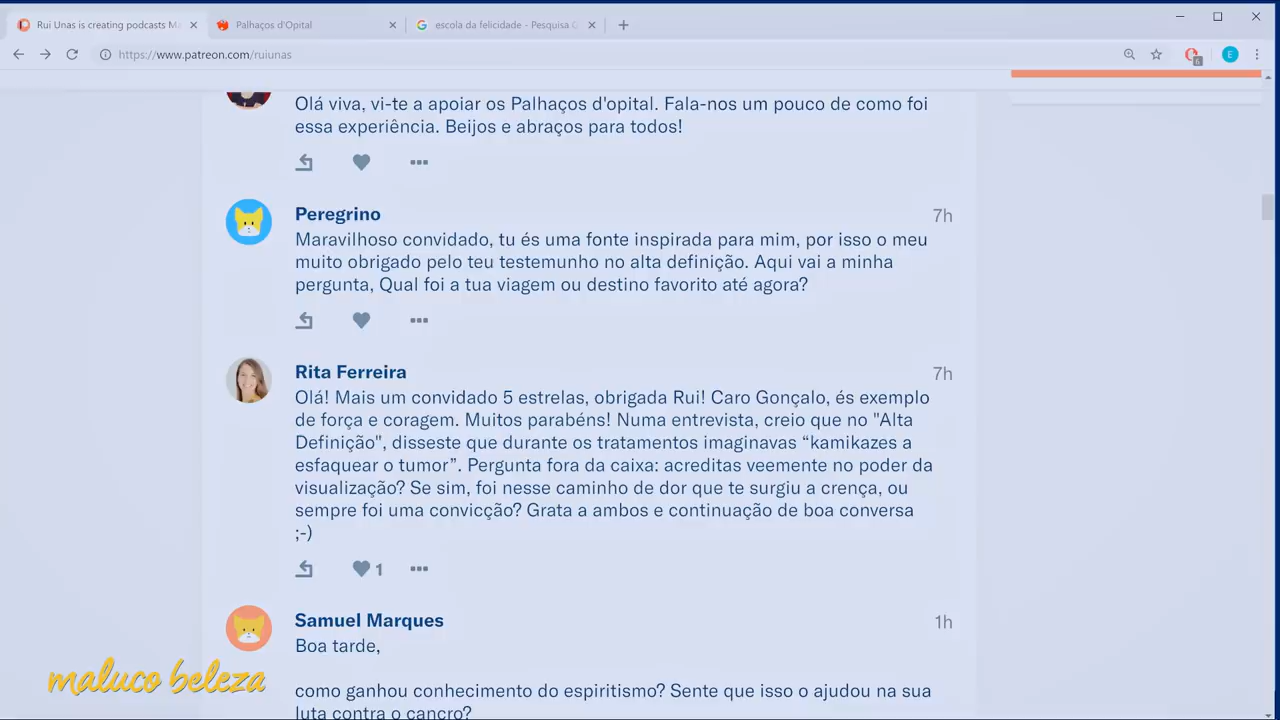 Rui Unas is creating podcasts Ma
Palhaços d'Opital
escola da felicidade - Pesquisa G
https://www.patreon.com/ruiunas
6
E
Olá viva, vi-te a apoiar os Palhaços d'opital. Fala-nos um pouco de como foi
essa experiência. Beijos e abraços para todos!
Peregrino
7h
Maravilhoso convidado, tu és uma fonte inspirada para mim, por isso o meu
muito obrigado pelo teu testemunho no alta definição. Aqui vai a minha
pergunta, Qual foi a tua viagem ou destino favorito até agora?
Rita Ferreira
7h
Olá! Mais um convidado 5 estrelas, obrigada Rui! Caro Gonçalo, és exemplo
de força e coragem. Muitos parabéns! Numa entrevista, creio que no "Alta
Definição", disseste que durante os tratamentos imaginavas “kamikazes a
esfaquear o tumor”. Pergunta fora da caixa: acreditas veemente no poder da
visualização? Se sim, foi nesse caminho de dor que te surgiu a crença, ou
sempre foi uma convicção? Grata a ambos e continuação de boa conversa
;-)
1
Samuel Marques
1h
Boa tarde,
como ganhou conhecimento do espiritismo? Sente que isso o ajudou na sua
luta contra o cancro?
maluco beleza